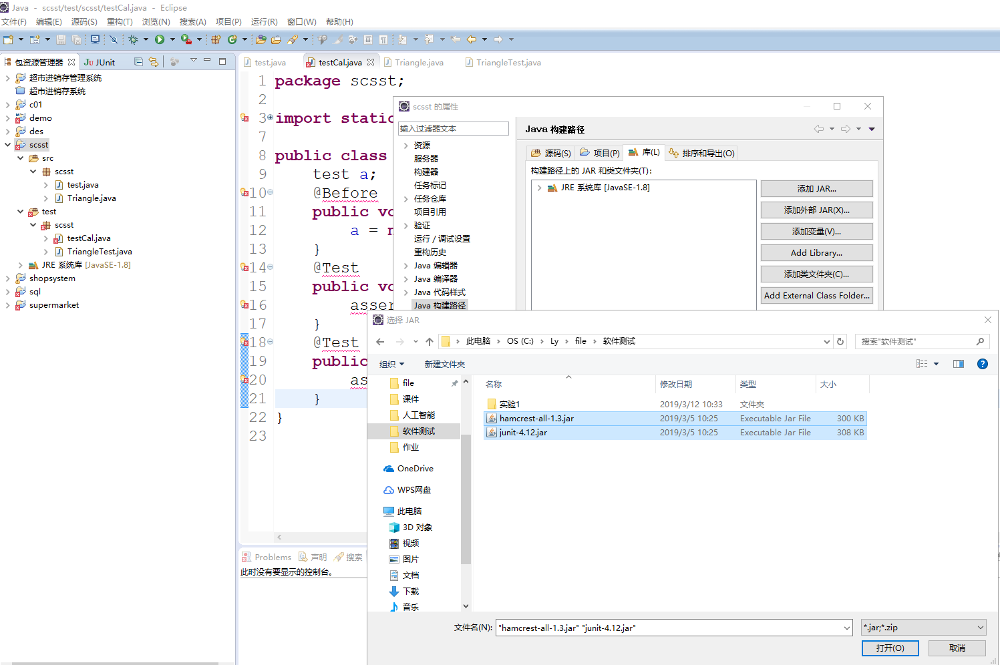 Java - scsst/test/scsst/testCal.java - Eclipse
文件(F) 编辑(E) 源码(S) 重构(T) 浏览(N) 搜索(A) 项目(P) 运行(R) 窗口(W) 帮助(H)
包资源管理器 JUnit
超市进销存管理系统
超市进销存系统
c01
demo
des
scsst
src
scsst
test.java
Triangle.java
test
scsst
testCal.java
TriangleTest.java
JRE 系统库 [JavaSE-1.8]
shopsystem
sql
supermarket
test.java testCal.java Triangle.java TriangleTest.java
1 package scsst;
2
3 import static
7
8 public class
9 test a;
10 @Before
11 public vo
12 a = n
13 }
14 @Test
15 public vo
16 asser
17 }
18 @Test
19 public
20 as
21 }
22 }
23
Problems 声明 搜索
此时没有要显示的控制台。
scsst 的属性
输入过滤器文本
资源
服务器
构建器
任务标记
任务仓库
项目引用
验证
运行 / 调试设置
重构历史
Java 编辑器
Java 编译器
Java 代码样式
Java 构建路径
Java 构建路径
源码(S) 项目(P) 库(L) 排序和导出(O)
构建路径上的 JAR 和类文件夹(T):
JRE 系统库 [JavaSE-1.8]
添加 JAR...
添加外部 JAR(X)...
添加变量(V)...
Add Library...
添加类文件夹(C)...
Add External Class Folder...
选择 JAR
此电脑 OS (C:) Ly file 软件测试
搜索"软件测试"
组织 新建文件夹
file
课件
人工智能
软件测试
作业
OneDrive
WPS网盘
此电脑
3D 对象
视频
图片
文档
下载
音乐
名称 修改日期 类型 大小
实验1 2019/3/12 10:33 文件夹
hamcrest-all-1.3.jar 2019/3/5 10:25 Executable Jar File 300 KB
junit-4.12.jar 2019/3/5 10:25 Executable Jar File 308 KB
文件名(N): "hamcrest-all-1.3.jar" "junit-4.12.jar" *.jar;*.zip
打开(O) 取消